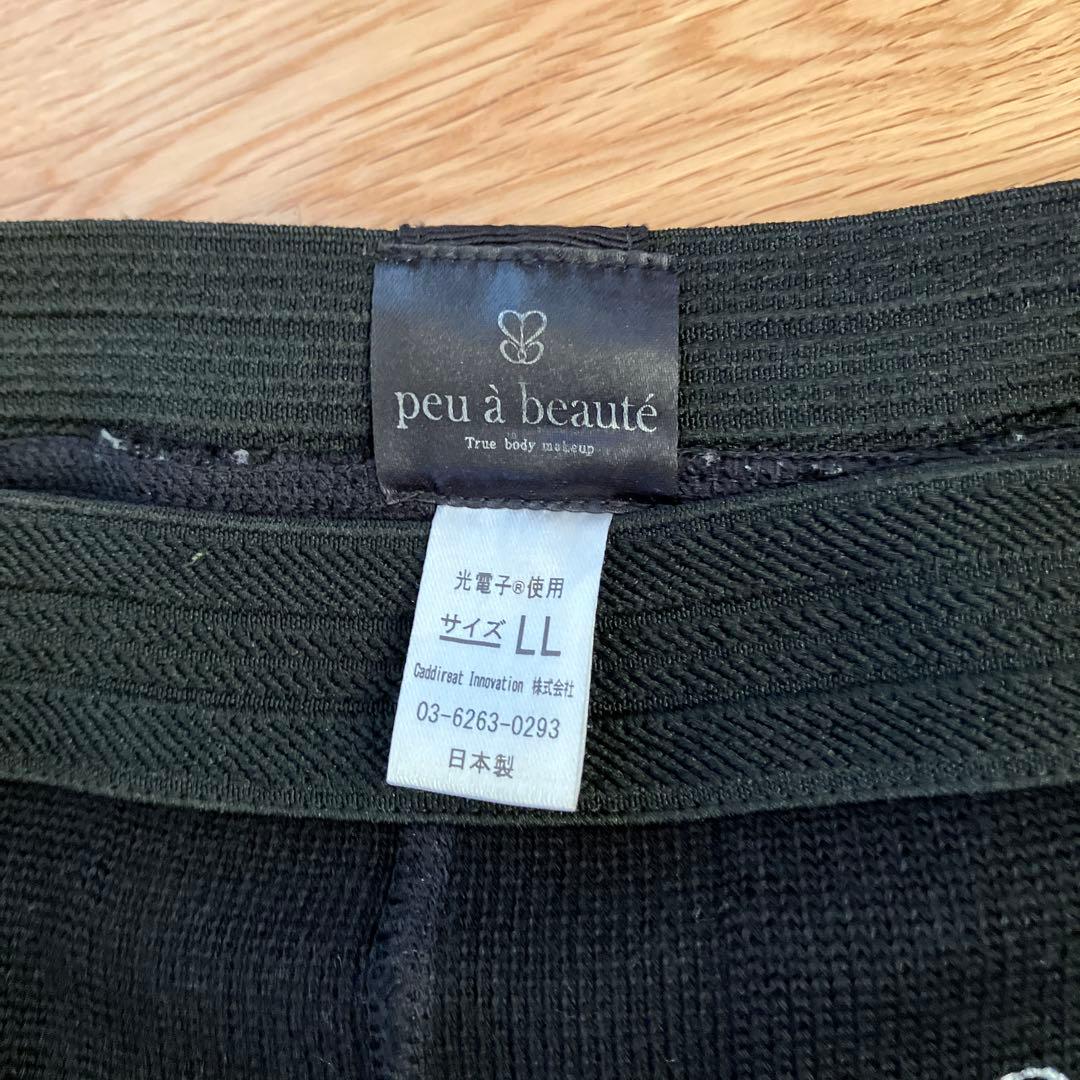 peu à beauté
True body makeup
光電子®使用
サイズ LL
Caddireat Innovation 株式会社
03-6263-0293
日本製